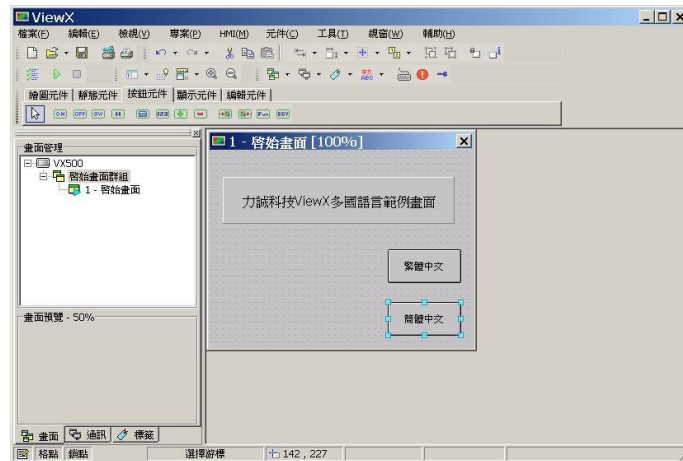 ViewX
檔案(F) 編輯(E) 檢視(V) 專案(P) HMI(M) 元件(C) 工具(T) 視窗(W) 輔助(H)
繪圖元件 靜態元件 按鈕元件 顯示元件 編輯元件
ON OFF SW
畫面管理
VX500
啟始畫面群組
1 - 啟始畫面
畫面預覽 - 50%
畫面 通訊 標籤
1 - 啟始畫面 [100%]
力誠科技ViewX多國語言範例畫面
繁體中文
簡體中文
格點 鎖點 選擇游標 142 , 227